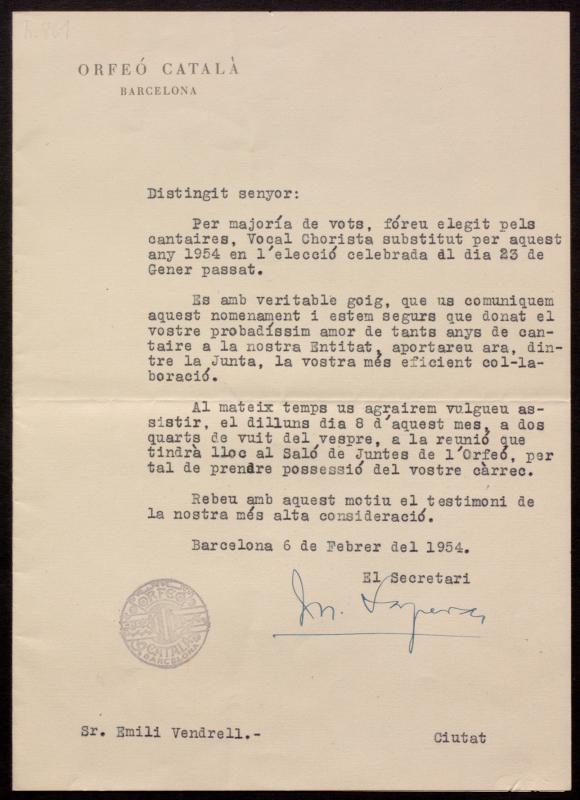 ORFEÓ CATALÀ
BARCELONA
Distingit senyor:
Per majoría de vots, fóreu elegit pels
cantaires, Vocal Chorista substitut per aquest
any 1954 en l'elecció celebrada dl dia 23 de
Gener passat.
Es amb veritable goig, que us comuniquem
aquest nomenament i estem segurs que donat el
vostre probadíssim amor de tants anys de can-
taire a la nostra Entitat, aportareu ara, din-
tre la Junta, la vostra més eficient col-la-
boració.
Al mateix temps us agrairem vulgueu as-
sistir, el dilluns dia 8 d'aquest mes, a dos
quarts de vuit del vespre, a la reunió que
tindrà lloc al Saló de Juntes de l'Orfeó, per
tal de prendre possessió del vostre càrrec.
Rebeu amb aquest motiu el testimoni de
la nostra més alta consideració.
Barcelona 6 de Febrer del 1954.
El Secretari
M.
ORFEÓ
CATALÀ
BARCELONA
Sr. Emili Vendrell.-
Ciutat